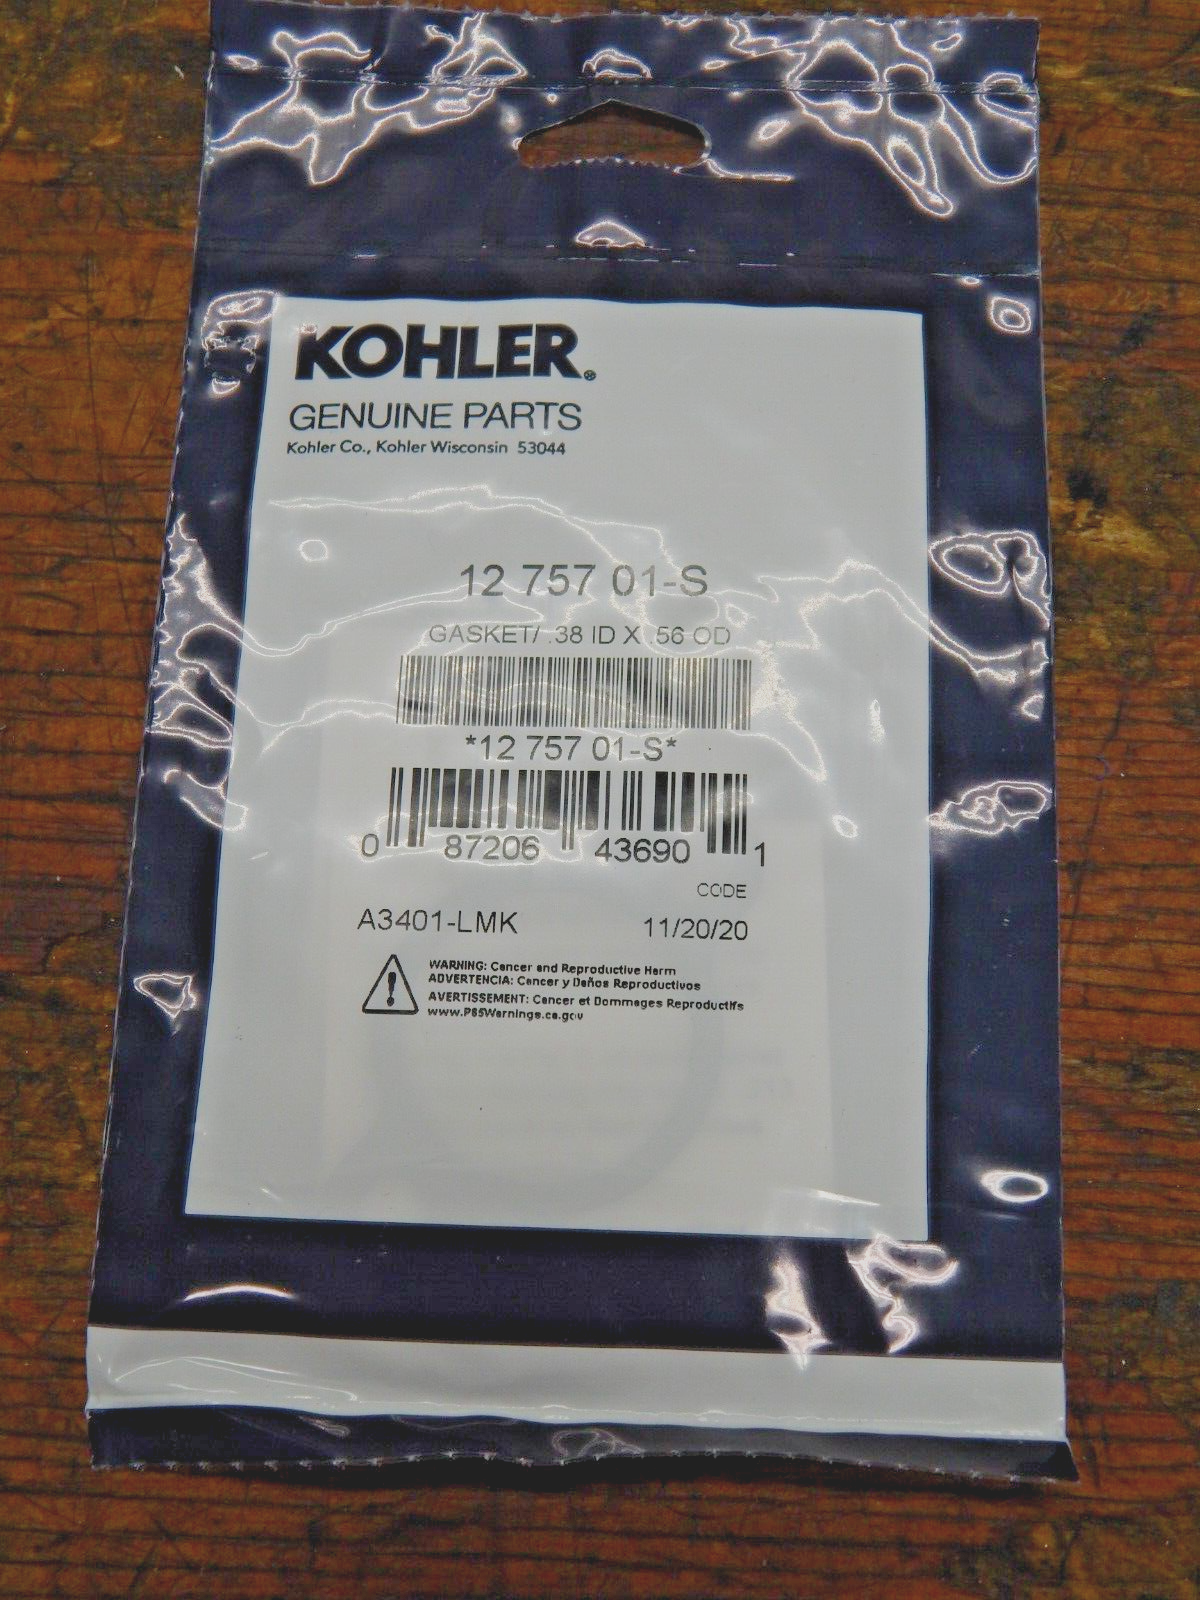 KOHLER®
GENUINE PARTS
Kohler Co., Kohler Wisconsin 53044
12 757 01-S
GASKET/ .38 ID X .56 OD
*12 757 01-S*
0 87206 43690 1
CODE
A3401-LMK 11/20/20
WARNING: Cancer and Reproductive Harm
ADVERTENCIA: Cancer y Daños Reproductivos
AVERTISSEMENT: Cancer et Dommages Reproductifs
www.P65Warnings.ca.gov